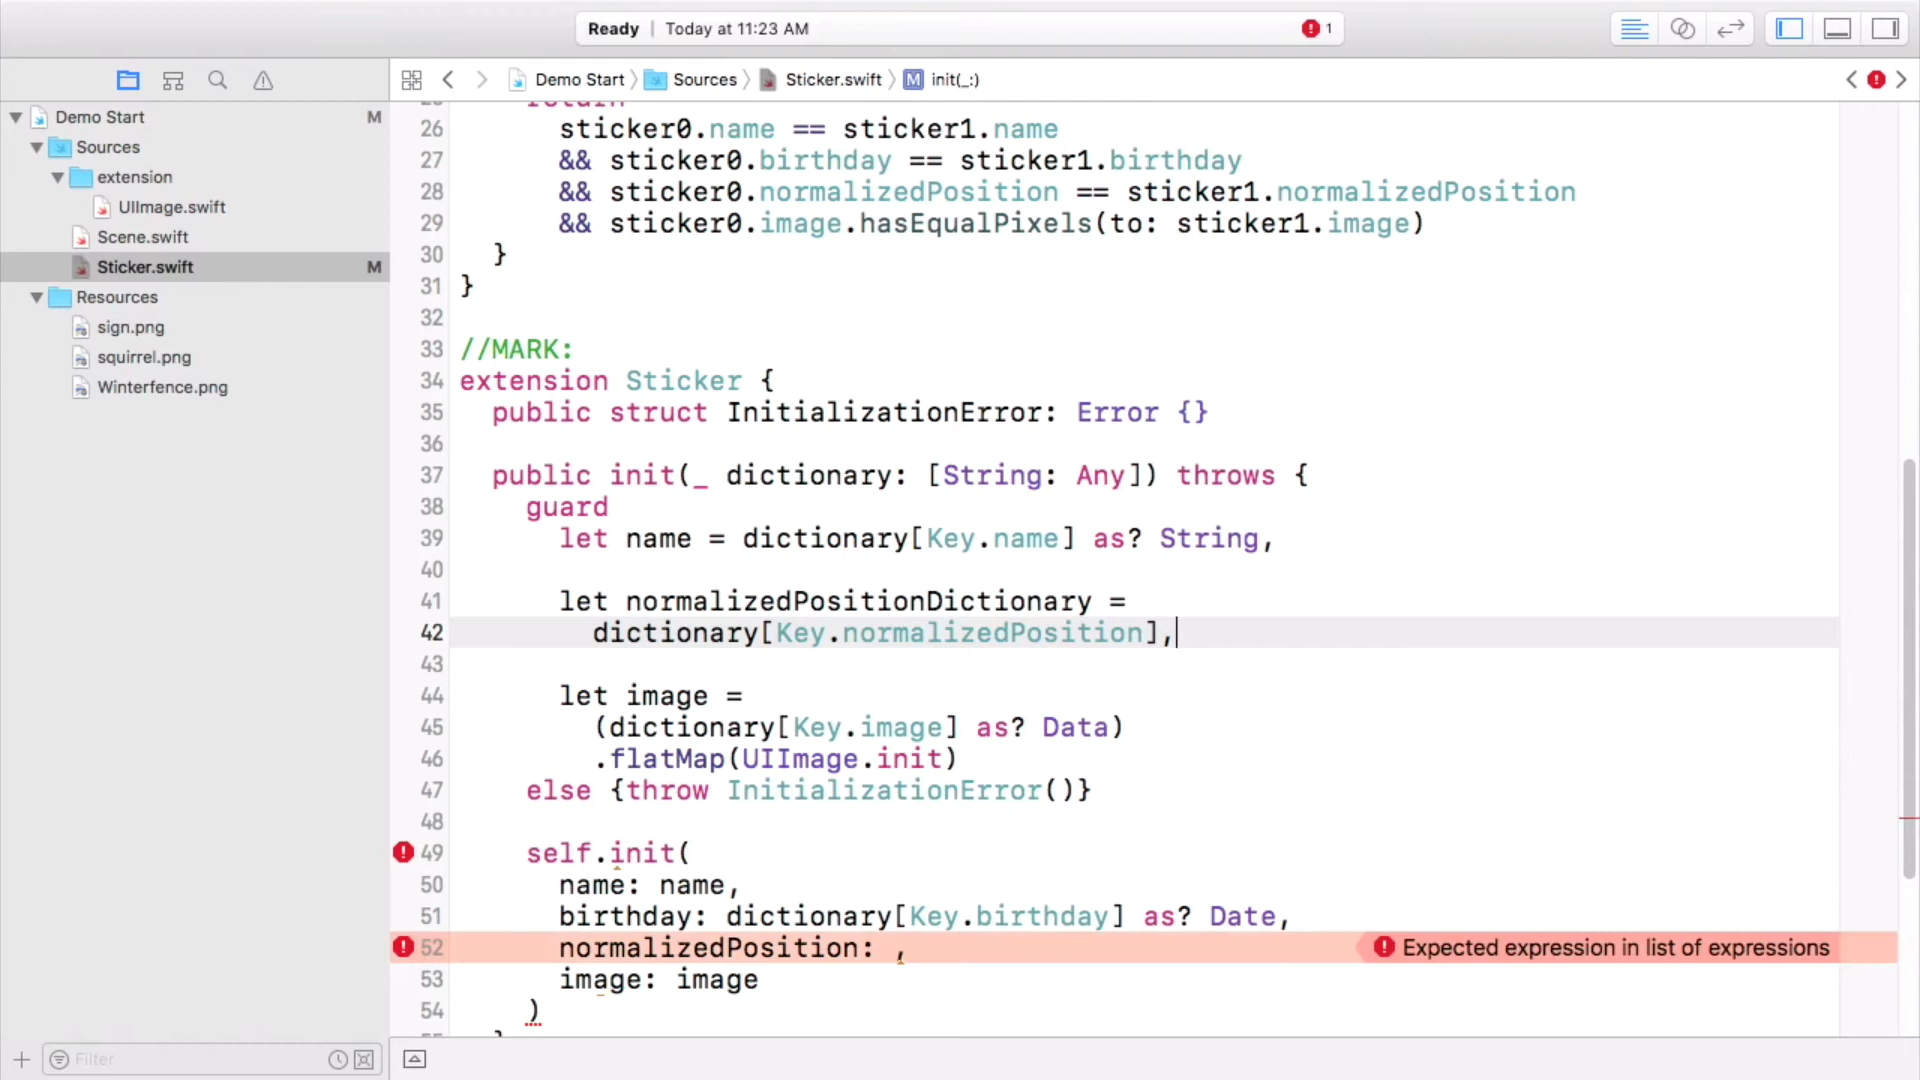 Ready | Today at 11:23 AM 1
Demo Start Sources Sticker.swift M init(_:)
Demo Start M
Sources
extension
UIImage.swift
Scene.swift
Sticker.swift M
Resources
sign.png
squirrel.png
Winterfence.png
Filter
26 sticker0.name == sticker1.name
27 && sticker0.birthday == sticker1.birthday
28 && sticker0.normalizedPosition == sticker1.normalizedPosition
29 && sticker0.image.hasEqualPixels(to: sticker1.image)
30 }
31 }
32
33 //MARK:
34 extension Sticker {
35 public struct InitializationError: Error {}
36
37 public init(_ dictionary: [String: Any]) throws {
38 guard
39 let name = dictionary[Key.name] as? String,
40
41 let normalizedPositionDictionary =
42 dictionary[Key.normalizedPosition],
43
44 let image =
45 (dictionary[Key.image] as? Data)
46 .flatMap(UIImage.init)
47 else {throw InitializationError()}
48
49 self.init(
50 name: name,
51 birthday: dictionary[Key.birthday] as? Date,
52 normalizedPosition: , Expected expression in list of expressions
53 image: image
54 )